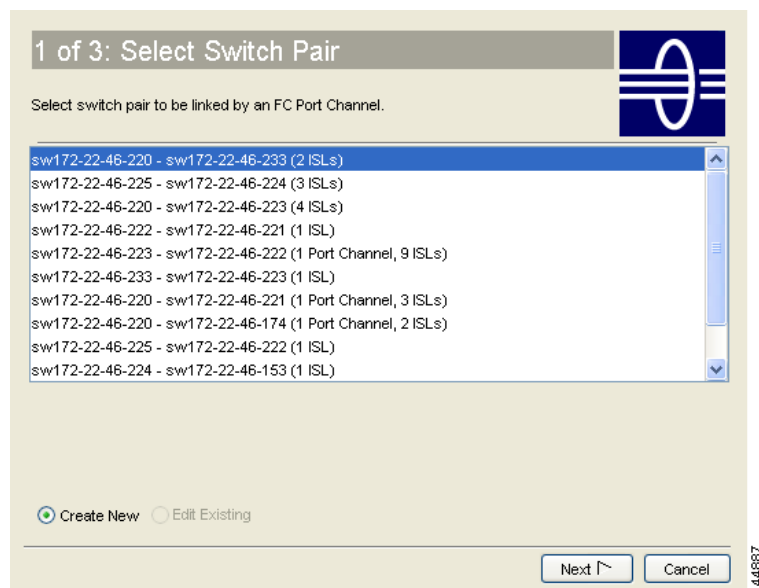 1 of 3: Select Switch Pair
Select switch pair to be linked by an FC Port Channel.
sw172-22-46-220 - sw172-22-46-233 (2 ISLs)
sw172-22-46-225 - sw172-22-46-224 (3 ISLs)
sw172-22-46-220 - sw172-22-46-223 (4 ISLs)
sw172-22-46-222 - sw172-22-46-221 (1 ISL)
sw172-22-46-223 - sw172-22-46-222 (1 Port Channel, 9 ISLs)
sw172-22-46-233 - sw172-22-46-223 (1 ISL)
sw172-22-46-220 - sw172-22-46-221 (1 Port Channel, 3 ISLs)
sw172-22-46-220 - sw172-22-46-174 (1 Port Channel, 2 ISLs)
sw172-22-46-225 - sw172-22-46-222 (1 ISL)
sw172-22-46-224 - sw172-22-46-153 (1 ISL)
Create New Edit Existing
Next Cancel
44887